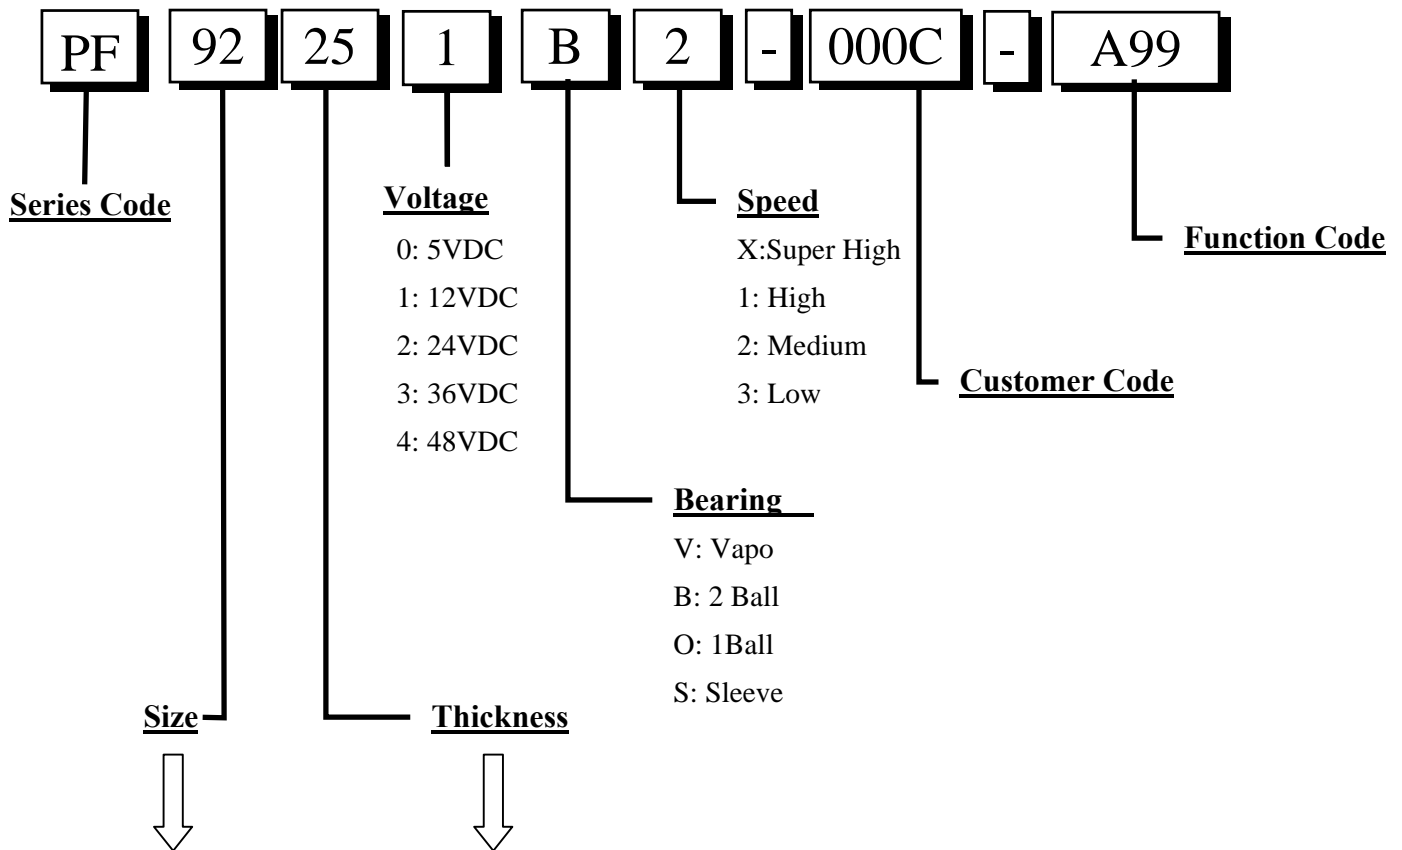 PF 92 25 1 B 2 - 000C - A99
Series Code
Voltage
0: 5VDC
1: 12VDC
2: 24VDC
3: 36VDC
4: 48VDC
Speed
X:Super High
1: High
2: Medium
3: Low
Function Code
Customer Code
Bearing
V: Vapo
B: 2 Ball
O: 1Ball
S: Sleeve
Size
Thickness